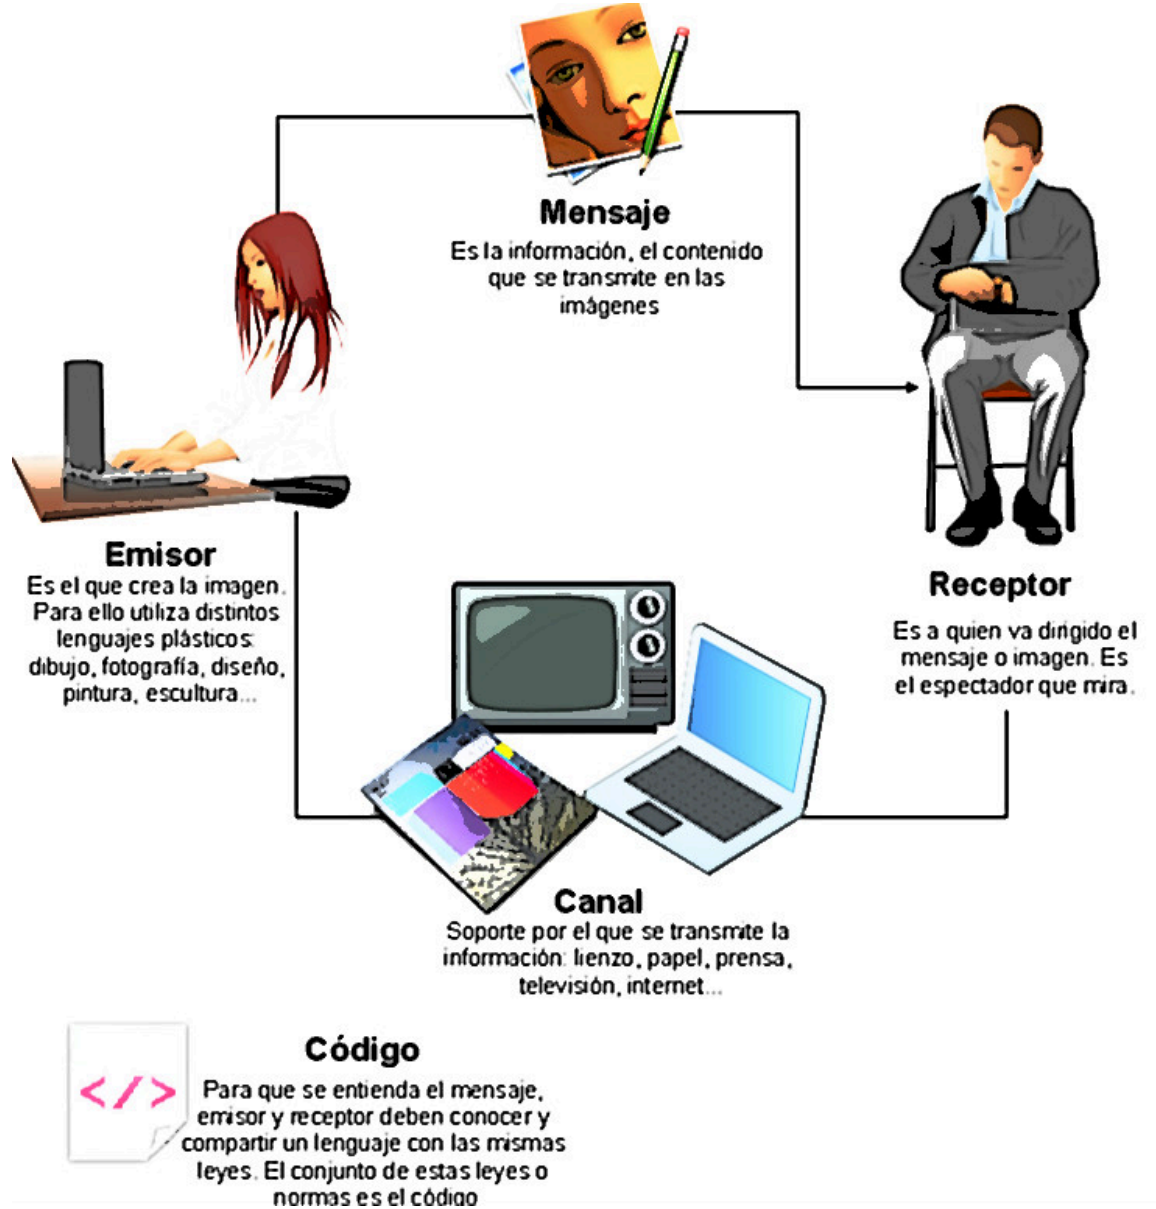 Mensaje
Es la información, el contenido
que se transmite en las
imágenes
Emisor
Es el que crea la imagen.
Para ello utiliza distintos
lenguajes plásticos:
dibujo, fotografía, diseño,
pintura, escultura...
Receptor
Es a quien va dirigido el
mensaje o imagen. Es
el espectador que mira.
Canal
Soporte por el que se transmite la
información: lienzo, papel, prensa,
televisión, internet...
Código
</>
Para que se entienda el mensaje,
emisor y receptor deben conocer y
compartir un lenguaje con las mismas
leyes. El conjunto de estas leyes o
normas es el código